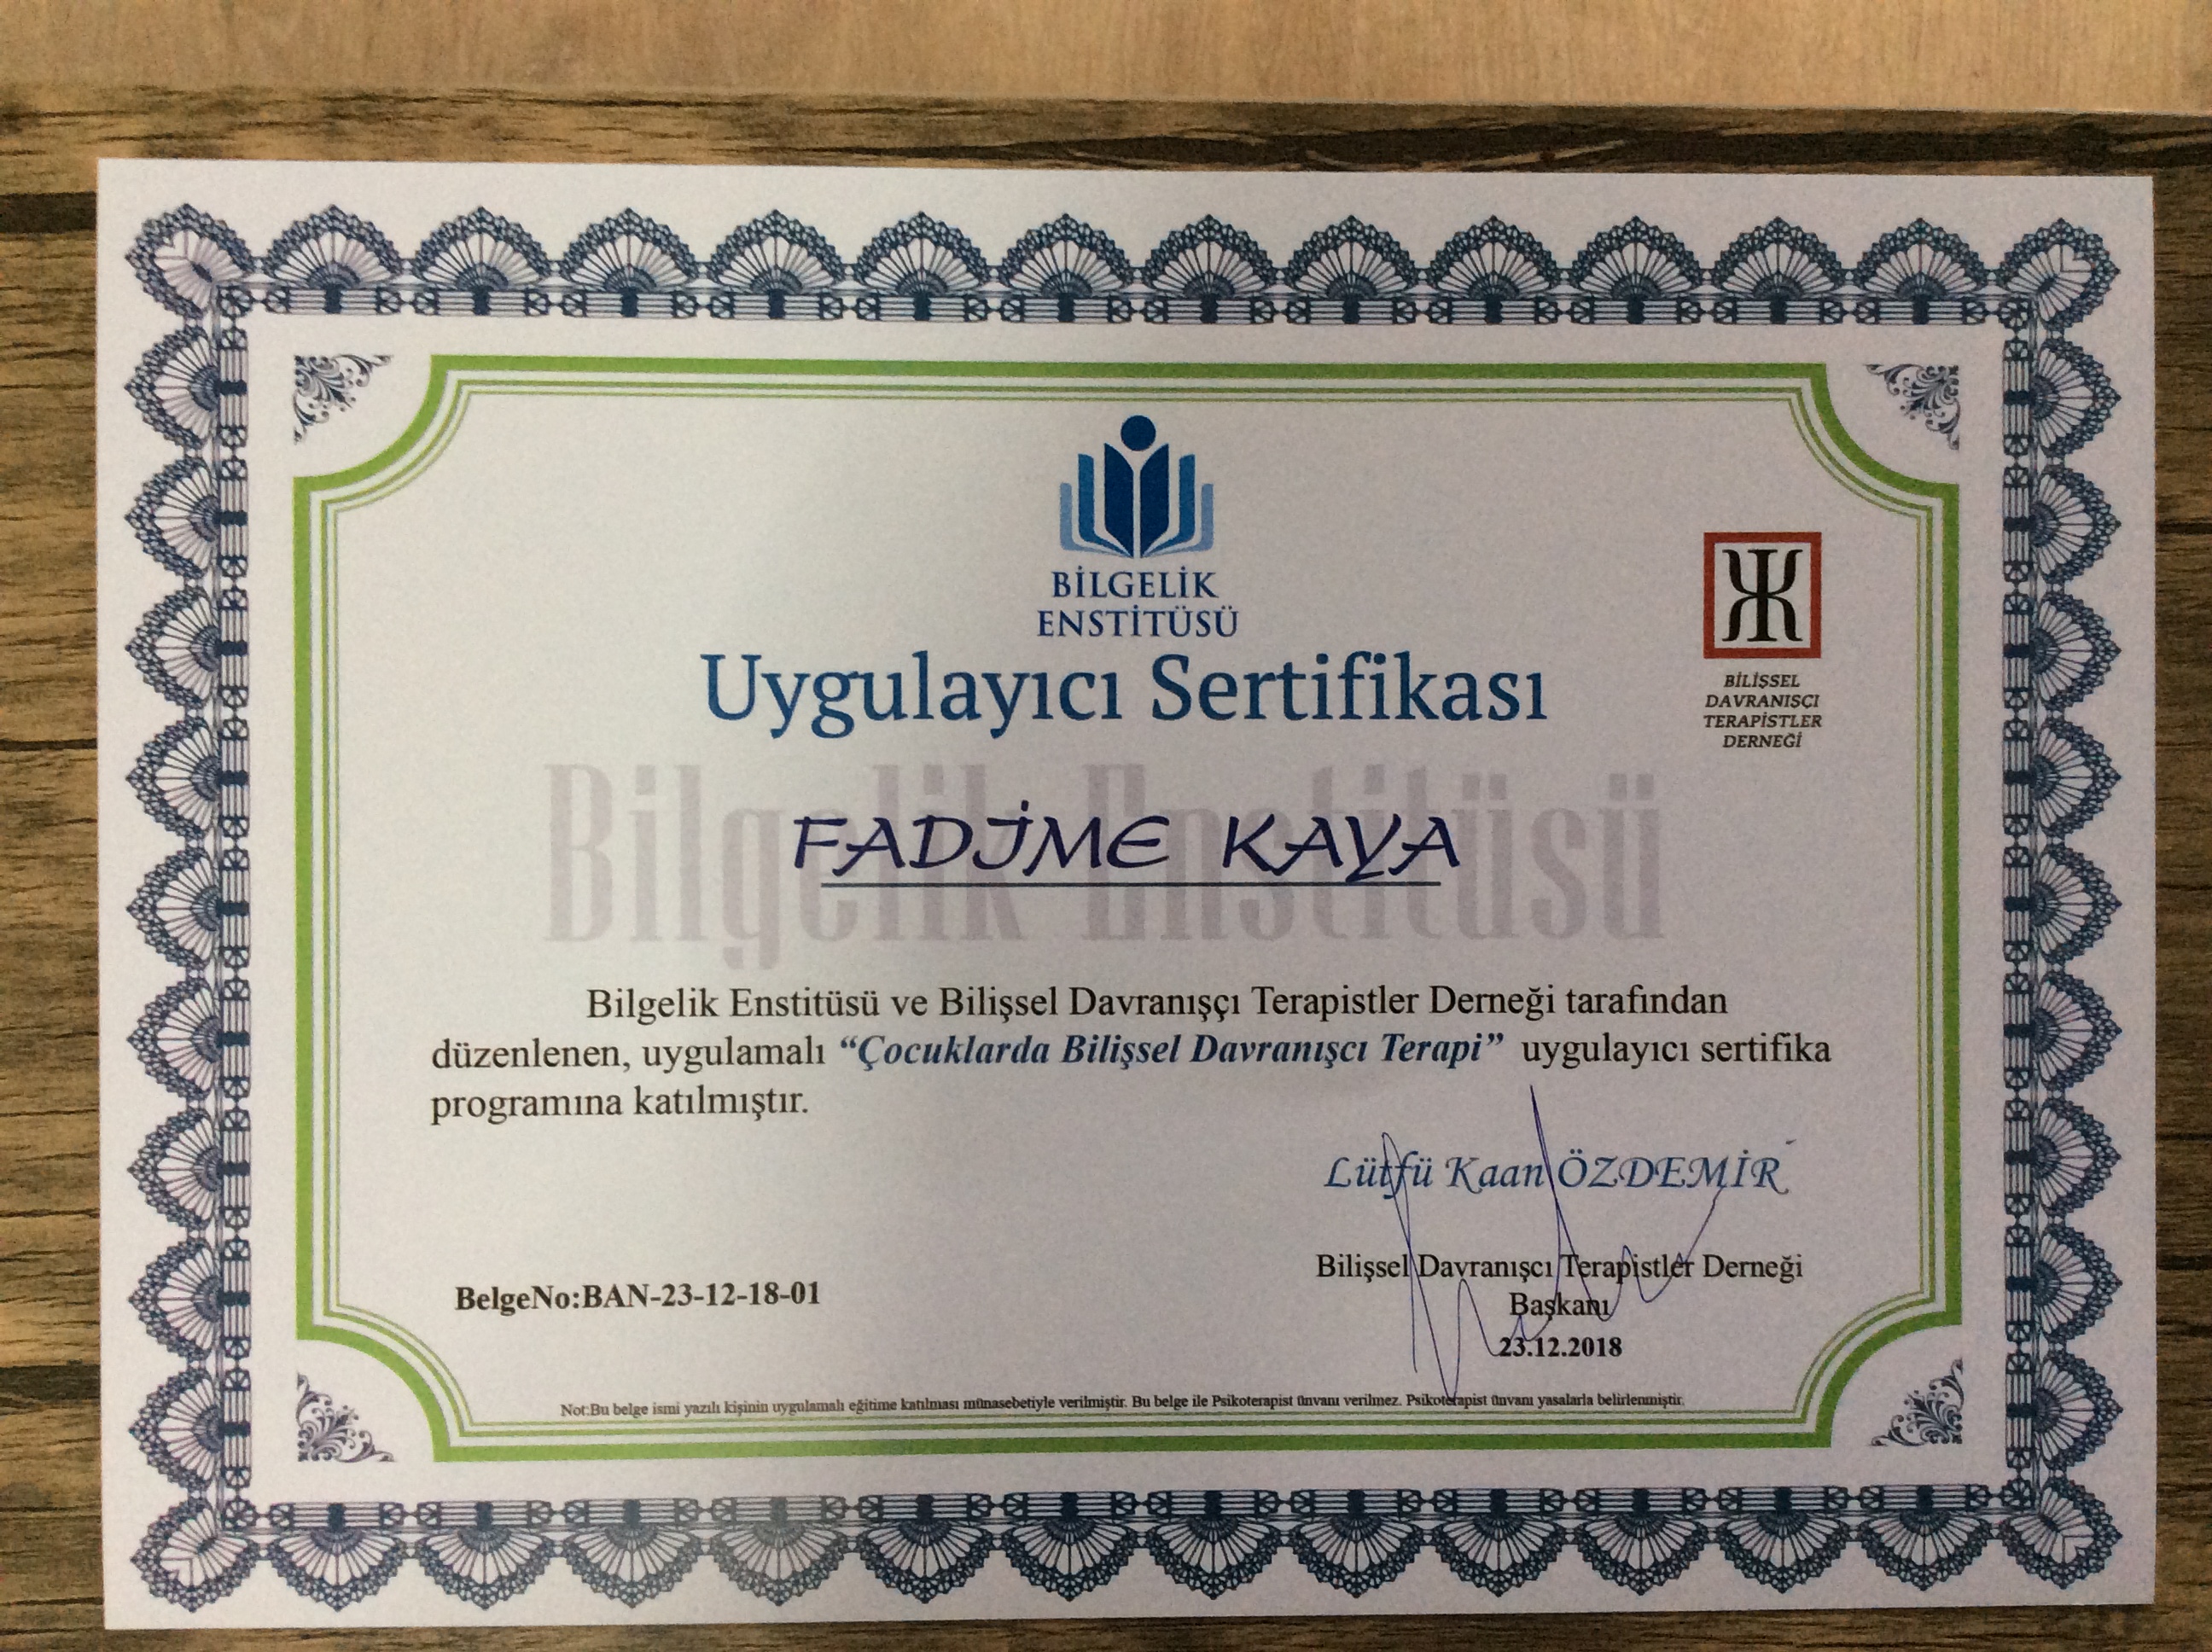 BİLGELİK
ENSTİTÜSÜ
Uygulayıcı Sertifikası
BİLİŞSEL
DAVRANIŞÇI
TERAPİSTLER
DERNEĞİ
Bilgelik Enstitüsü
FADİME KAYA
Bilgelik Enstitüsü ve Bilişsel Davranışçı Terapistler Derneği tarafından
düzenlenen, uygulamalı “Çocuklarda Bilişsel Davranışcı Terapi” uygulayıcı sertifika
programına katılmıştır.
Lütfü Kaan ÖZDEMİR
Bilişsel Davranışcı Terapistler Derneği
Başkanı
23.12.2018
BelgeNo:BAN-23-12-18-01
Not:Bu belge ismi yazılı kişinin uygulamalı eğitime katılması münasebetiyle verilmiştir. Bu belge ile Psikoterapist ünvanı verilmez. Psikoterapist ünvanı yasalarla belirlenmiştir.